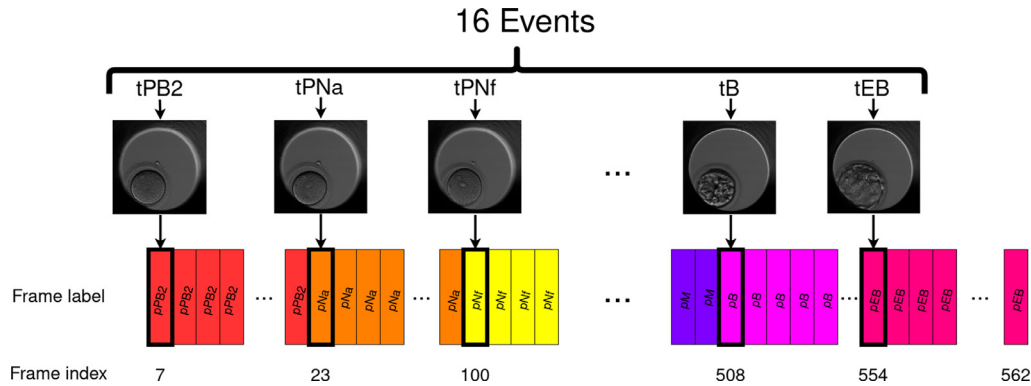 16 Events
tPB2 tPNa tPNf tB tEB
...
Frame label pPB2 pPB2 pPB2 pPB2 ... pPB2 pNa pNa pNa pNa ... pNa pNf pNf pNf pNf ... pM pM pB pB pB pB pB ... pEB pEB pEB pEB ... pEB
Frame index 7 23 100 508 554 562